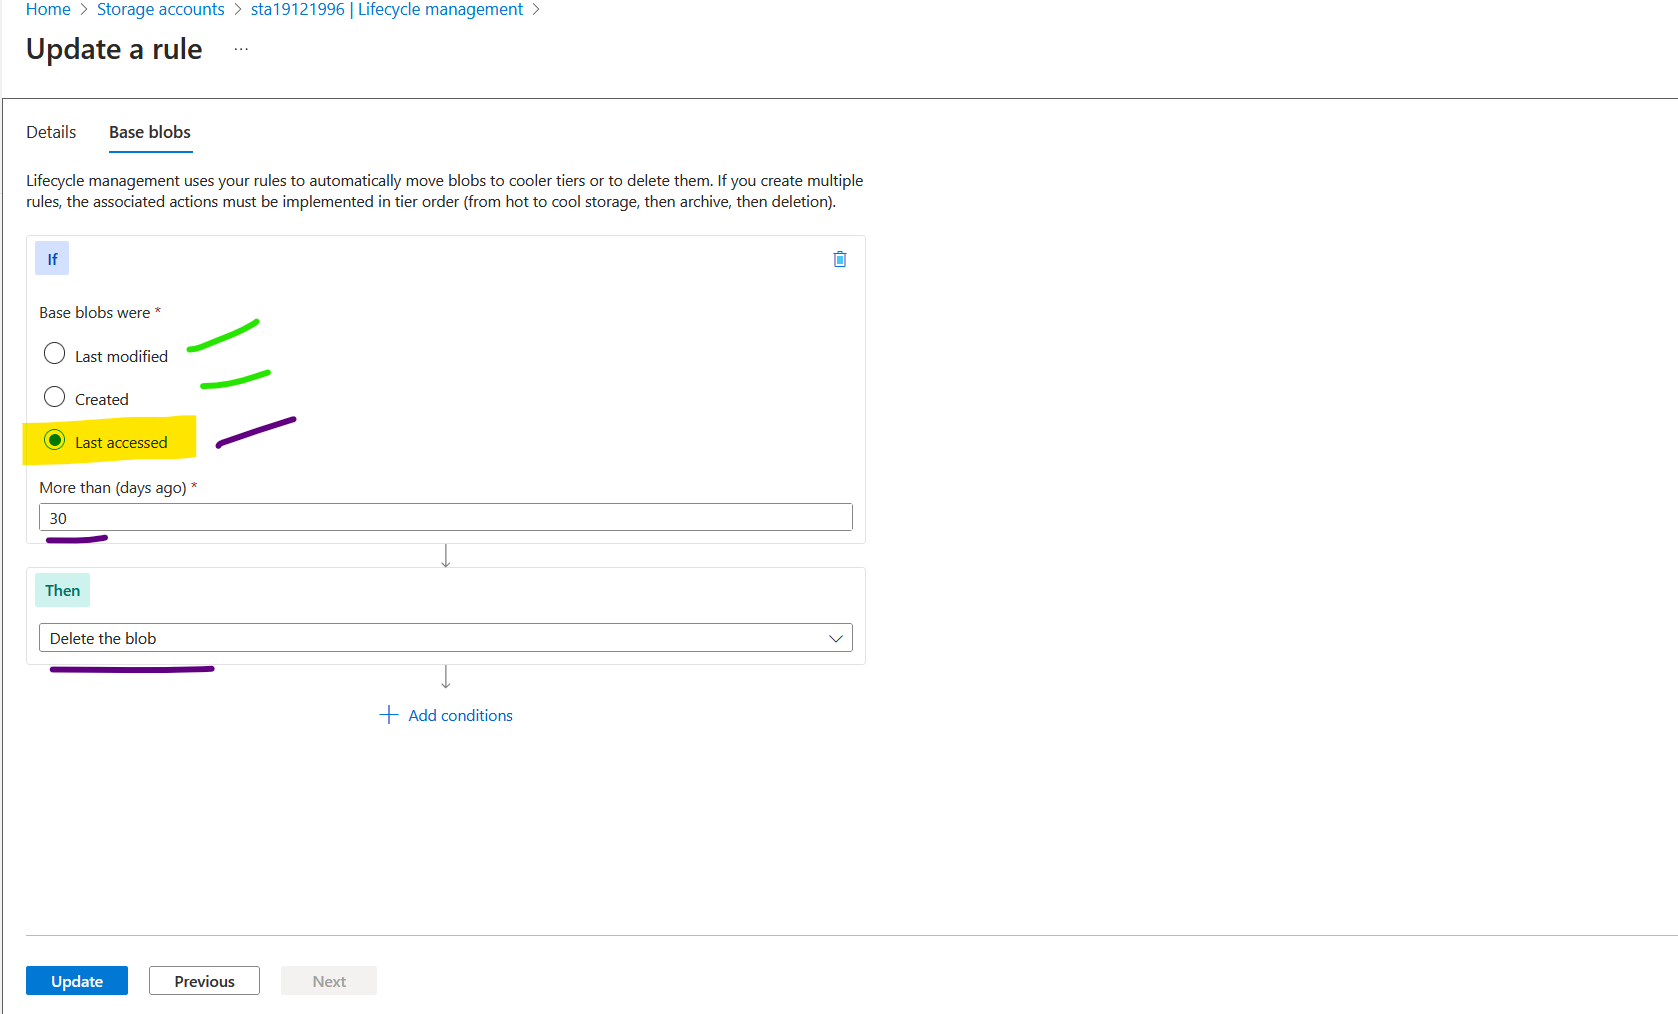 Home > Storage accounts > sta19121996 | Lifecycle management >
Update a rule ...
Details Base blobs
Lifecycle management uses your rules to automatically move blobs to cooler tiers or to delete them. If you create multiple
rules, the associated actions must be implemented in tier order (from hot to cool storage, then archive, then deletion).
If
Base blobs were *
Last modified
Created
Last accessed
More than (days ago) *
30
Then
Delete the blob
Add conditions
Update Previous Next